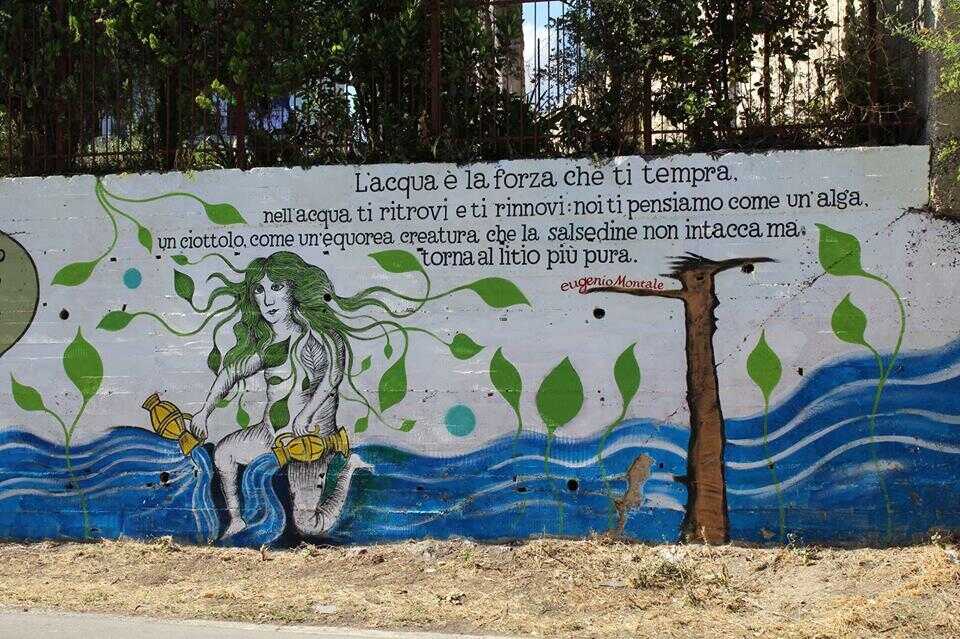 L'acqua è la forza che ti tempra,
nell'acqua ti ritrovi e ti rinnovi: noi ti pensiamo come un'alga,
un ciottolo, come un'equorea creatura che la salsedine non intacca ma
torna al litio più pura.
eugenio Montale